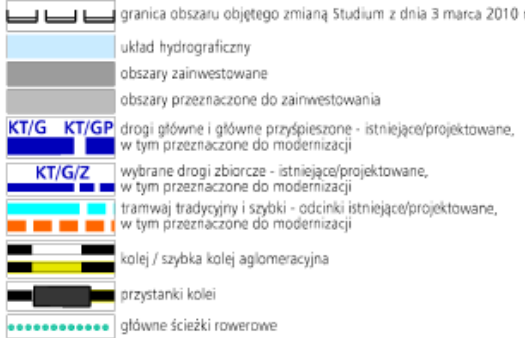 granica obszaru objętego zmianą Studium z dnia 3 marca 2010 r
układ hydrograficzny
obszary zainwestowane
obszary przeznaczone do zainwestowania
KT/G KT/GP drogi główne i główne przyśpieszone - istniejące/projektowane,
w tym przeznaczone do modernizacji
KT/G/Z wybrane drogi zbiorcze - istniejące/projektowane,
w tym przeznaczone do modernizacji
tramwaj tradycyjny i szybki - odcinki istniejące/projektowane,
w tym przeznaczone do modernizacji
kolej / szybka kolej aglomeracyjna
przystanki kolei
główne ścieżki rowerowe